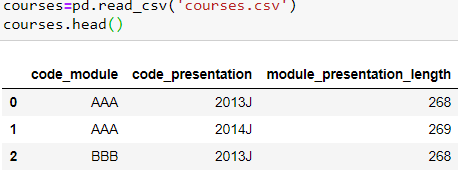 courses=pd.read_csv('courses.csv')
courses.head()
code_module code_presentation module_presentation_length
0 AAA 2013J 268
1 AAA 2014J 269
2 BBB 2013J 268